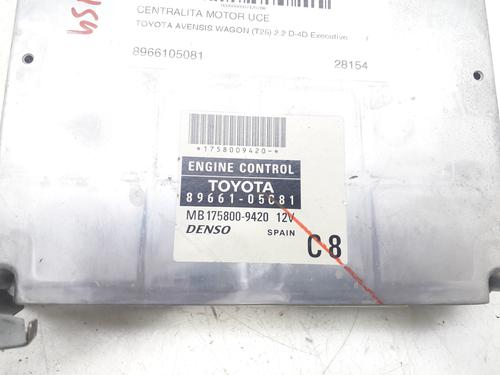 CENTRALITA MOTOR UCE
TOYOTA AVENSIS WAGON (T25) 2.2 D-4D Executive
8966105081
28154
*1758009420-*
ENGINE CONTROL
TOYOTA
89661-05C81
MB175800-9420 12V
DENSO
SPAIN
C8